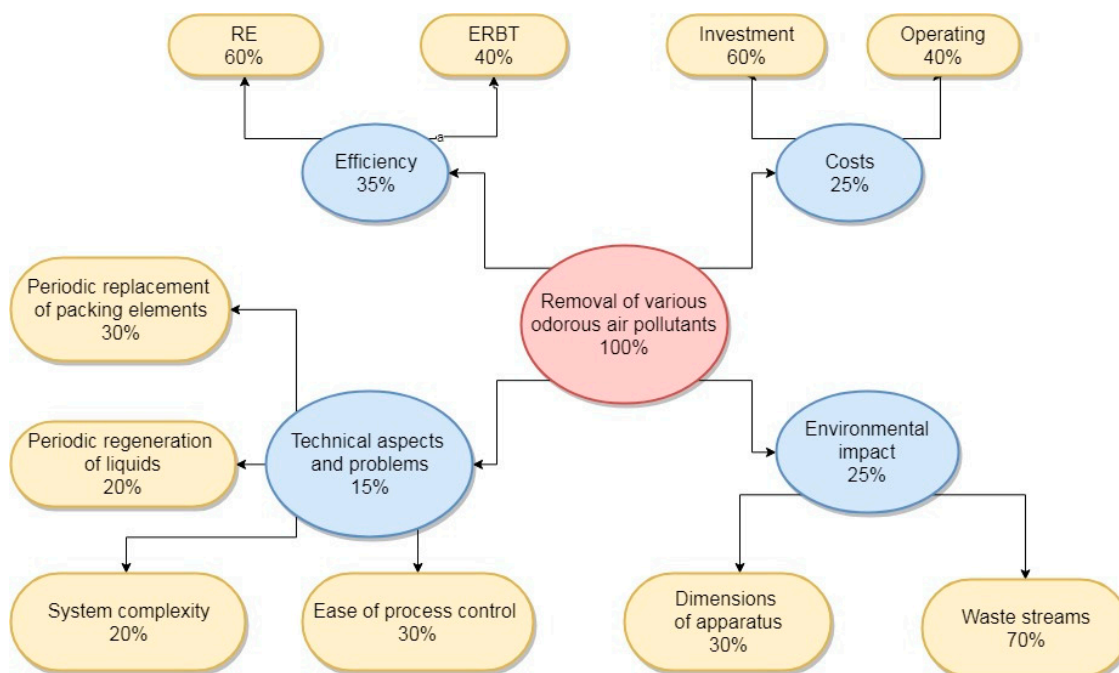 RE
60%
ERBT
40%
Investment
60%
Operating
40%
a
Efficiency
35%
Costs
25%
Removal of various
odorous air pollutants
100%
Periodic replacement
of packing elements
30%
Periodic regeneration
of liquids
20%
Technical aspects
and problems
15%
Environmental
impact
25%
System complexity
20%
Ease of process control
30%
Dimensions
of apparatus
30%
Waste streams
70%